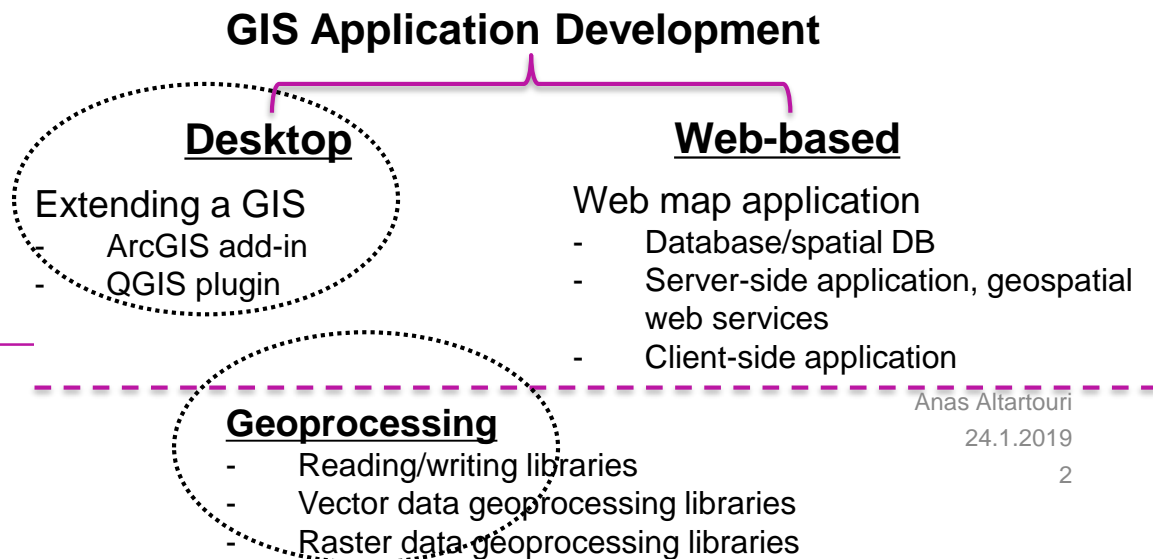 GIS Application Development
Desktop
Extending a GIS
- ArcGIS add-in
- QGIS plugin
Web-based
Web map application
- Database/spatial DB
- Server-side application, geospatial
web services
- Client-side application
Geoprocessing
- Reading/writing libraries
- Vector data geoprocessing libraries
- Raster data geoprocessing libraries
Anas Altartouri
24.1.2019
2